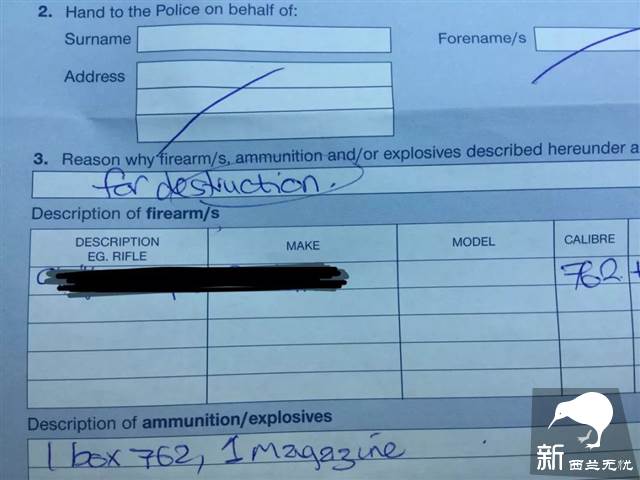 2. Hand to the Police on behalf of:
Surname Forename/s
Address
3. Reason why firearm/s, ammunition and/or explosives described hereunder a
for destruction.
Description of firearm/s
DESCRIPTION EG. RIFLE MAKE MODEL CALIBRE
762
Description of ammunition/explosives
1 box 762, 1 magazine
新西兰无忧